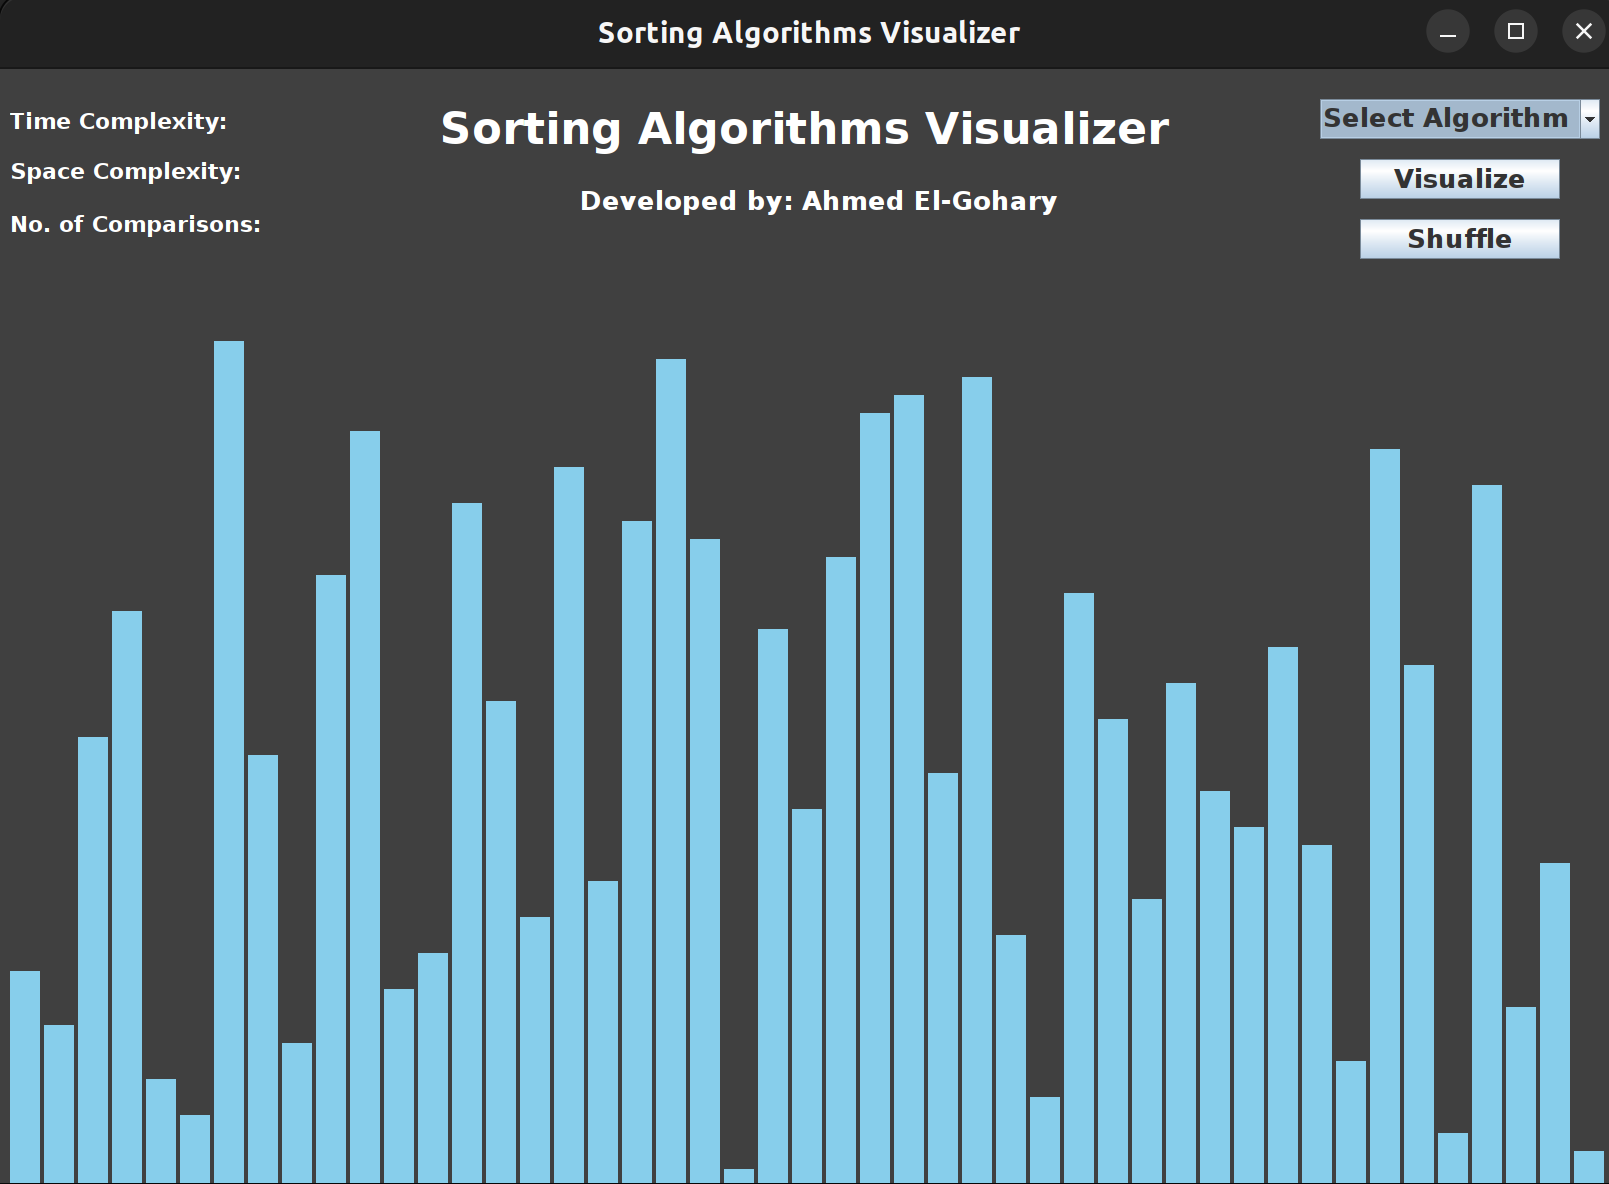 Sorting Algorithms Visualizer
Time Complexity:
Space Complexity:
No. of Comparisons:
Sorting Algorithms Visualizer
Developed by: Ahmed El-Gohary
Select Algorithm
Visualize
Shuffle